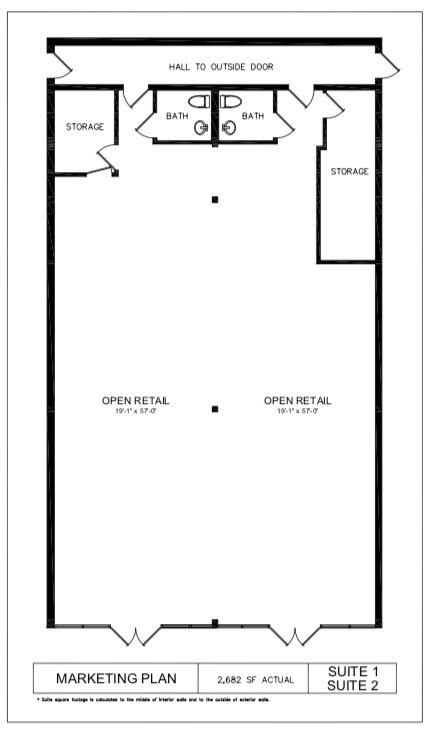 HALL TO OUTSIDE DOOR
BATH
BATH
STORAGE
STORAGE
OPEN RETAIL
19'-1" x 57'-0"
OPEN RETAIL
19'-1" x 57'-0"
MARKETING PLAN
2,682 SF ACTUAL
SUITE 1
SUITE 2
* Suite square footage is calculated to the middle of interior walls and to the outside of exterior walls.